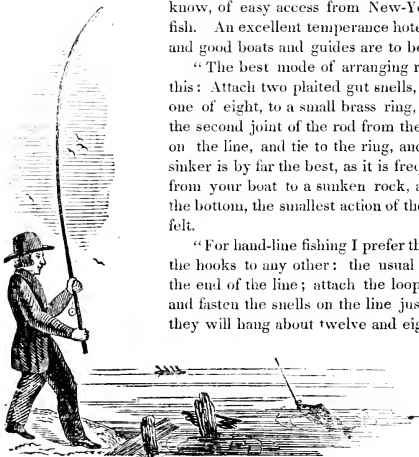 know, of easy access from New-Y
fish. An excellent temperance hote
and good boats and guides are to be
“The best mode of arranging r
this: Attach two plaited gut snells,
one of eight, to a small brass ring,
the second joint of the rod from the
on the line, and tie to the ring, and
sinker is by far the best, as it is freq
from your boat to a sunken rock, a
the bottom, the smallest action of the
felt.
“For hand-line fishing I prefer th
the hooks to any other: the usual
the end of the line; attach the loop
and fasten the snells on the line jus
they will hang about twelve and eig